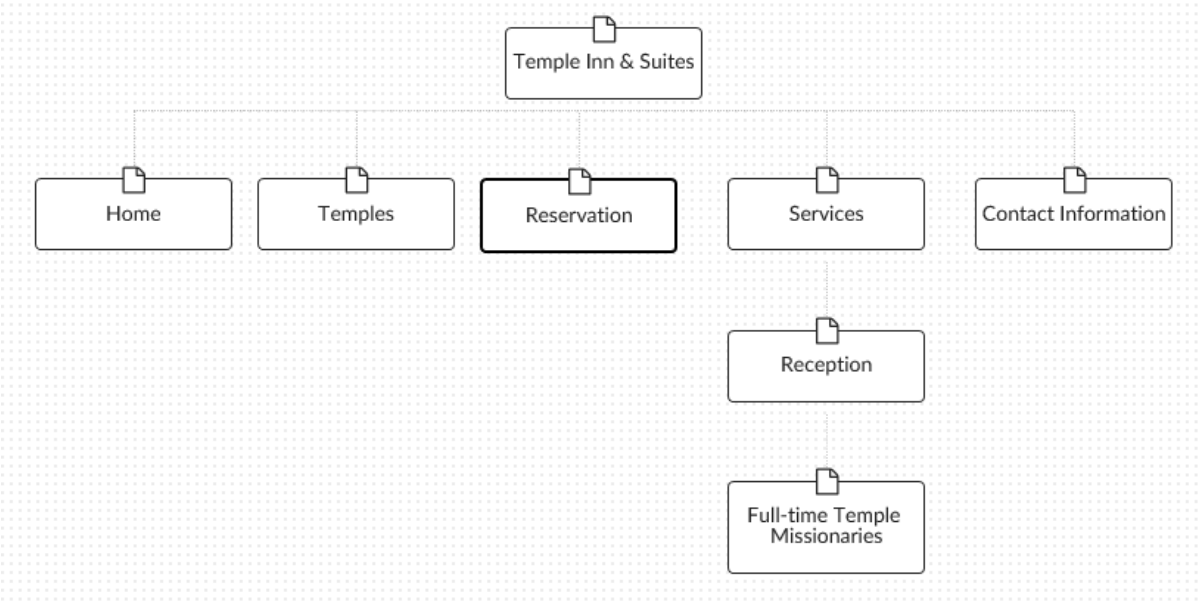 Temple Inn & Suites
Home
Temples
Reservation
Services
Contact Information
Reception
Full-time Temple
Missionaries